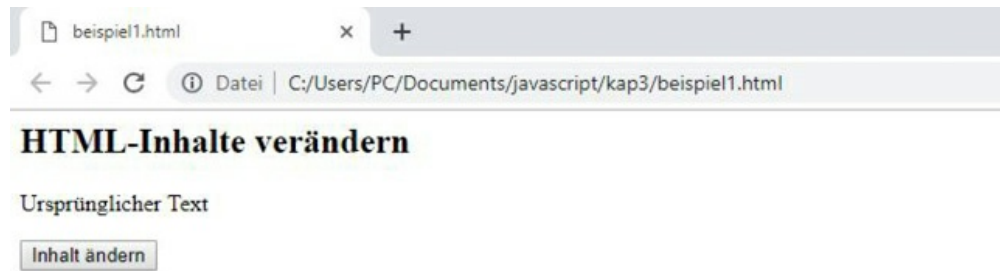 beispiel1.html
Datei | C:/Users/PC/Documents/javascript/kap3/beispiel1.html
HTML-Inhalte verändern
Ursprünglicher Text
Inhalt ändern